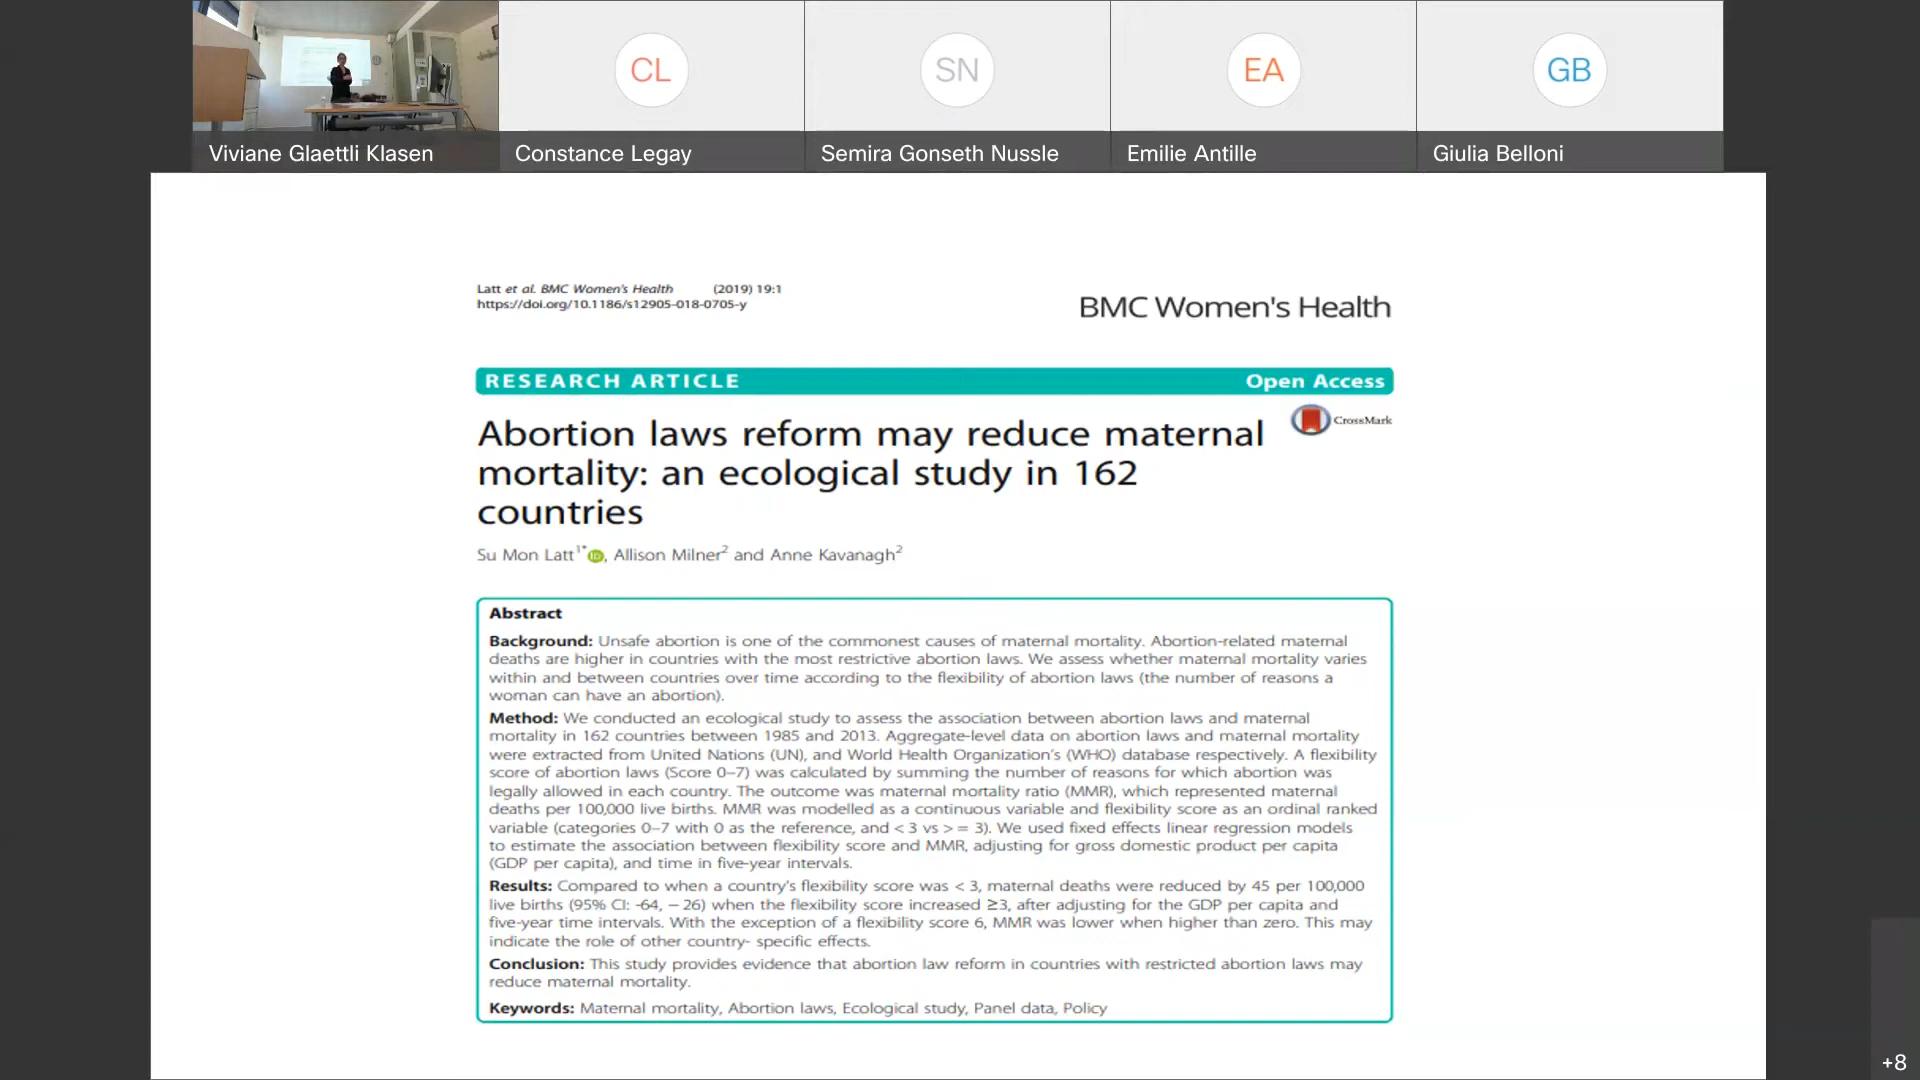 CL
SN
EA
GB
Viviane Glaettli Klasen
Constance Legay
Semira Gonseth Nussle
Emilie Antille
Giulia Belloni
Latt et al. BMC Women's Health (2019) 19:1
https://doi.org/10.1186/s12905-018-0705-y
BMC Women's Health
RESEARCH ARTICLE
Open Access
Abortion laws reform may reduce maternal
mortality: an ecological study in 162
countries
CrossMark
Su Mon Latt1* iD, Allison Milner2 and Anne Kavanagh2
Abstract
Background: Unsafe abortion is one of the commonest causes of maternal mortality. Abortion-related maternal
deaths are higher in countries with the most restrictive abortion laws. We assess whether maternal mortality varies
within and between countries over time according to the flexibility of abortion laws (the number of reasons a
woman can have an abortion).
Method: We conducted an ecological study to assess the association between abortion laws and maternal
mortality in 162 countries between 1985 and 2013. Aggregate-level data on abortion laws and maternal mortality
were extracted from United Nations (UN), and World Health Organization's (WHO) database respectively. A flexibility
score of abortion laws (Score 0–7) was calculated by summing the number of reasons for which abortion was
legally allowed in each country. The outcome was maternal mortality ratio (MMR), which represented maternal
deaths per 100,000 live births. MMR was modelled as a continuous variable and flexibility score as an ordinal ranked
variable (categories 0–7 with 0 as the reference, and < 3 vs > = 3). We used fixed effects linear regression models
to estimate the association between flexibility score and MMR, adjusting for gross domestic product per capita
(GDP per capita), and time in five-year intervals.
Results: Compared to when a country's flexibility score was < 3, maternal deaths were reduced by 45 per 100,000
live births (95% CI: -64, − 26) when the flexibility score increased ≥3, after adjusting for the GDP per capita and
five-year time intervals. With the exception of a flexibility score 6, MMR was lower when higher than zero. This may
indicate the role of other country- specific effects.
Conclusion: This study provides evidence that abortion law reform in countries with restricted abortion laws may
reduce maternal mortality.
Keywords: Maternal mortality, Abortion laws, Ecological study, Panel data, Policy
+8